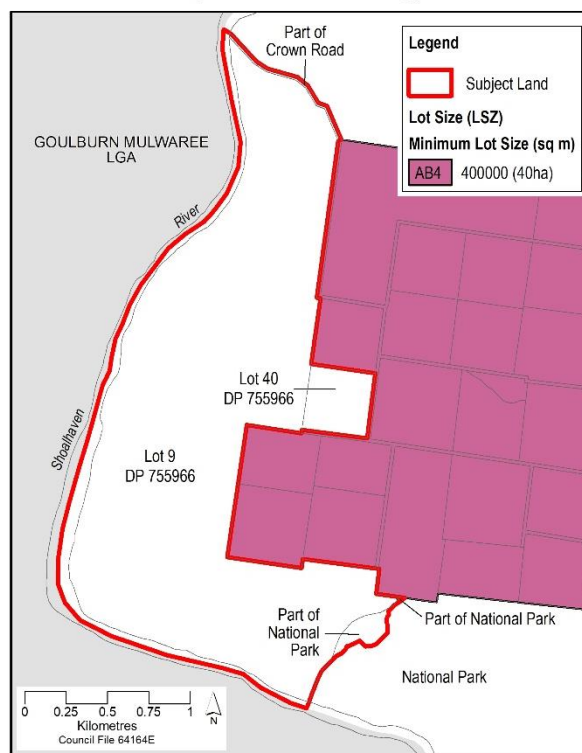 Part of
Crown Road
Legend
Subject Land
Lot Size (LSZ)
Minimum Lot Size (sq m)
AB4 400000 (40ha)
GOULBURN MULWAREE
LGA
River
Lot 40
DP 755966
Lot 9
DP 755966
Shoalhaven
Part of
National
Park
Part of National Park
National Park
0 0.25 0.5 0.75 1
Kilometres
Council File 64164E
N